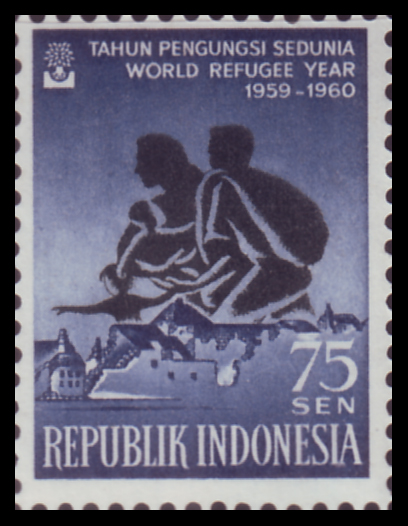 TAHUN PENGUNGSI SEDUNIA
WORLD REFUGEE YEAR
1959-1960
75
SEN
REPUBLIK INDONESIA